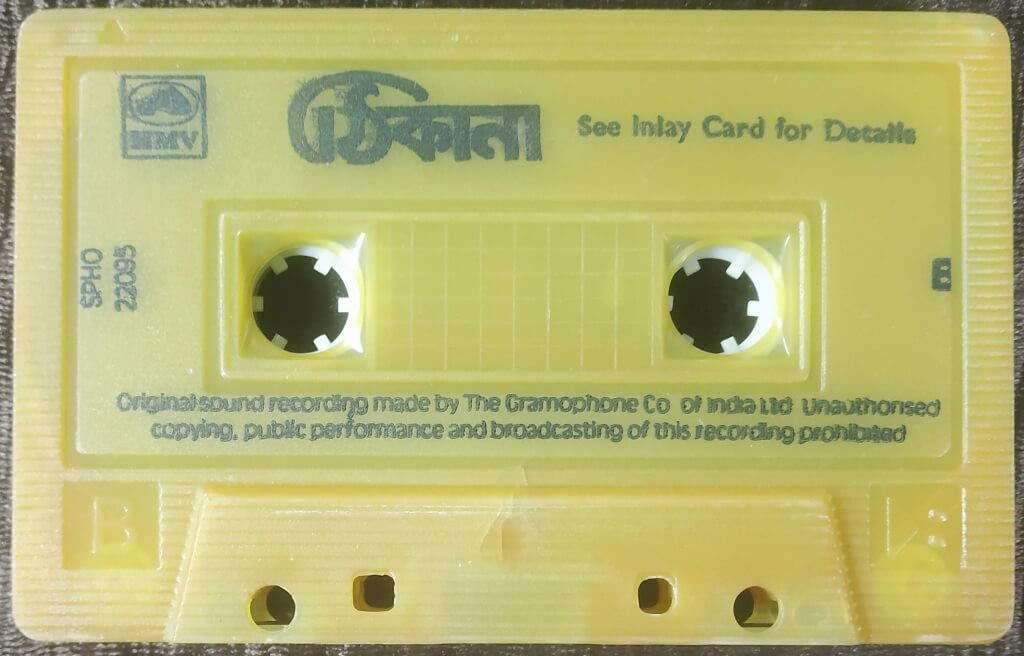 HMV
ঠিকানা
See Inlay Card for Details
SPHO
22095
B
Original sound recording made by The Gramophone Co of India Ltd Unauthorised
copying, public performance and broadcasting of this recording prohibited
B